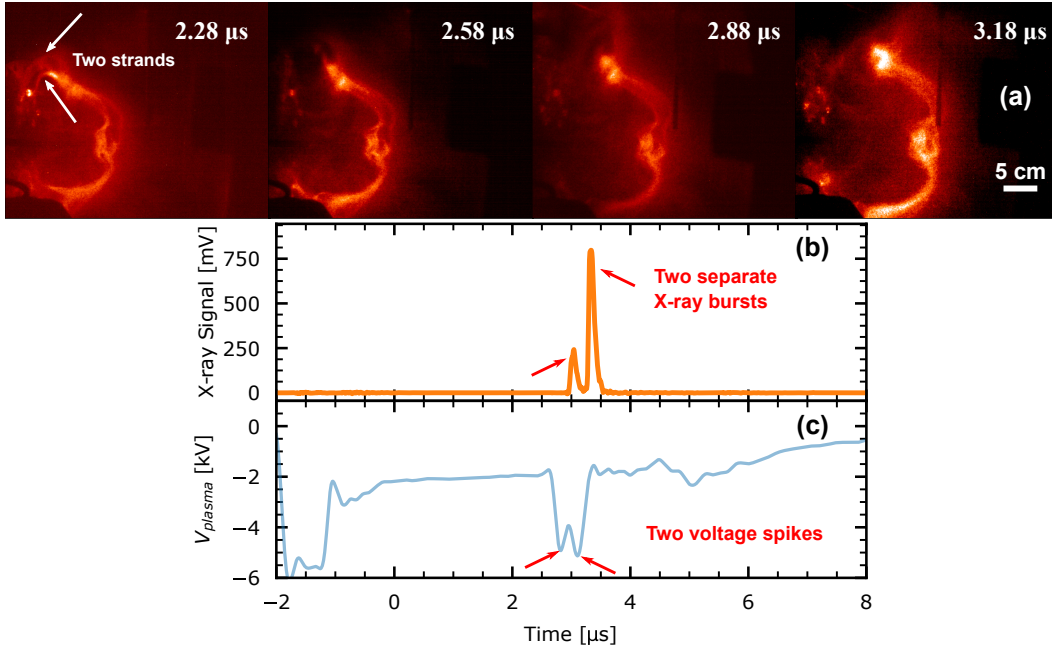 2.28 µs
2.58 µs
2.88 µs
3.18 µs
Two strands
(a)
5 cm
(b)
X-ray Signal [mV]
750
500
250
0
Two separate
X-ray bursts
(c)
V_plasma [kV]
0
−2
−4
−6
Two voltage spikes
−2
0
2
4
6
8
Time [µs]